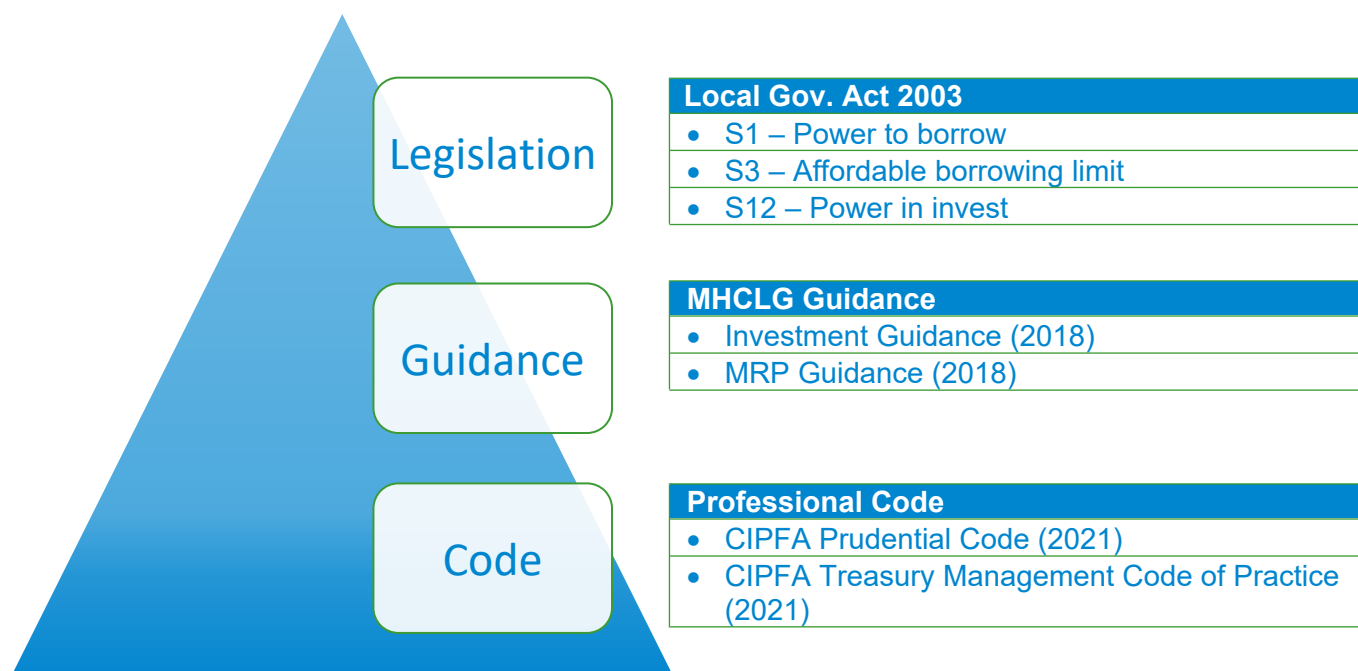 Legislation
Local Gov. Act 2003
• S1 – Power to borrow
• S3 – Affordable borrowing limit
• S12 – Power in invest
Guidance
MHCLG Guidance
• Investment Guidance (2018)
• MRP Guidance (2018)
Code
Professional Code
• CIPFA Prudential Code (2021)
• CIPFA Treasury Management Code of Practice
(2021)